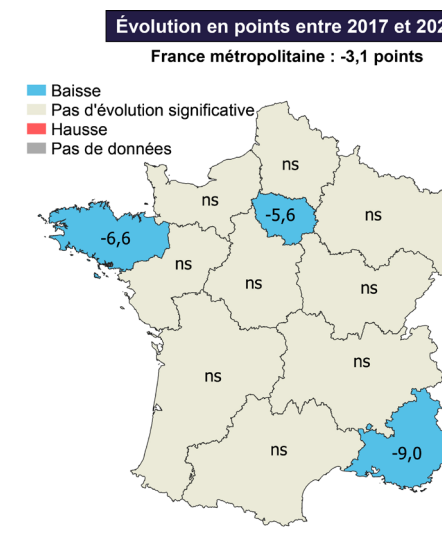 Évolution en points entre 2017 et 202
France métropolitaine : -3,1 points
Baisse
Pas d'évolution significative
Hausse
Pas de données
ns
ns
-5,6
ns
-6,6
ns
ns
ns
ns
ns
ns
-9,0